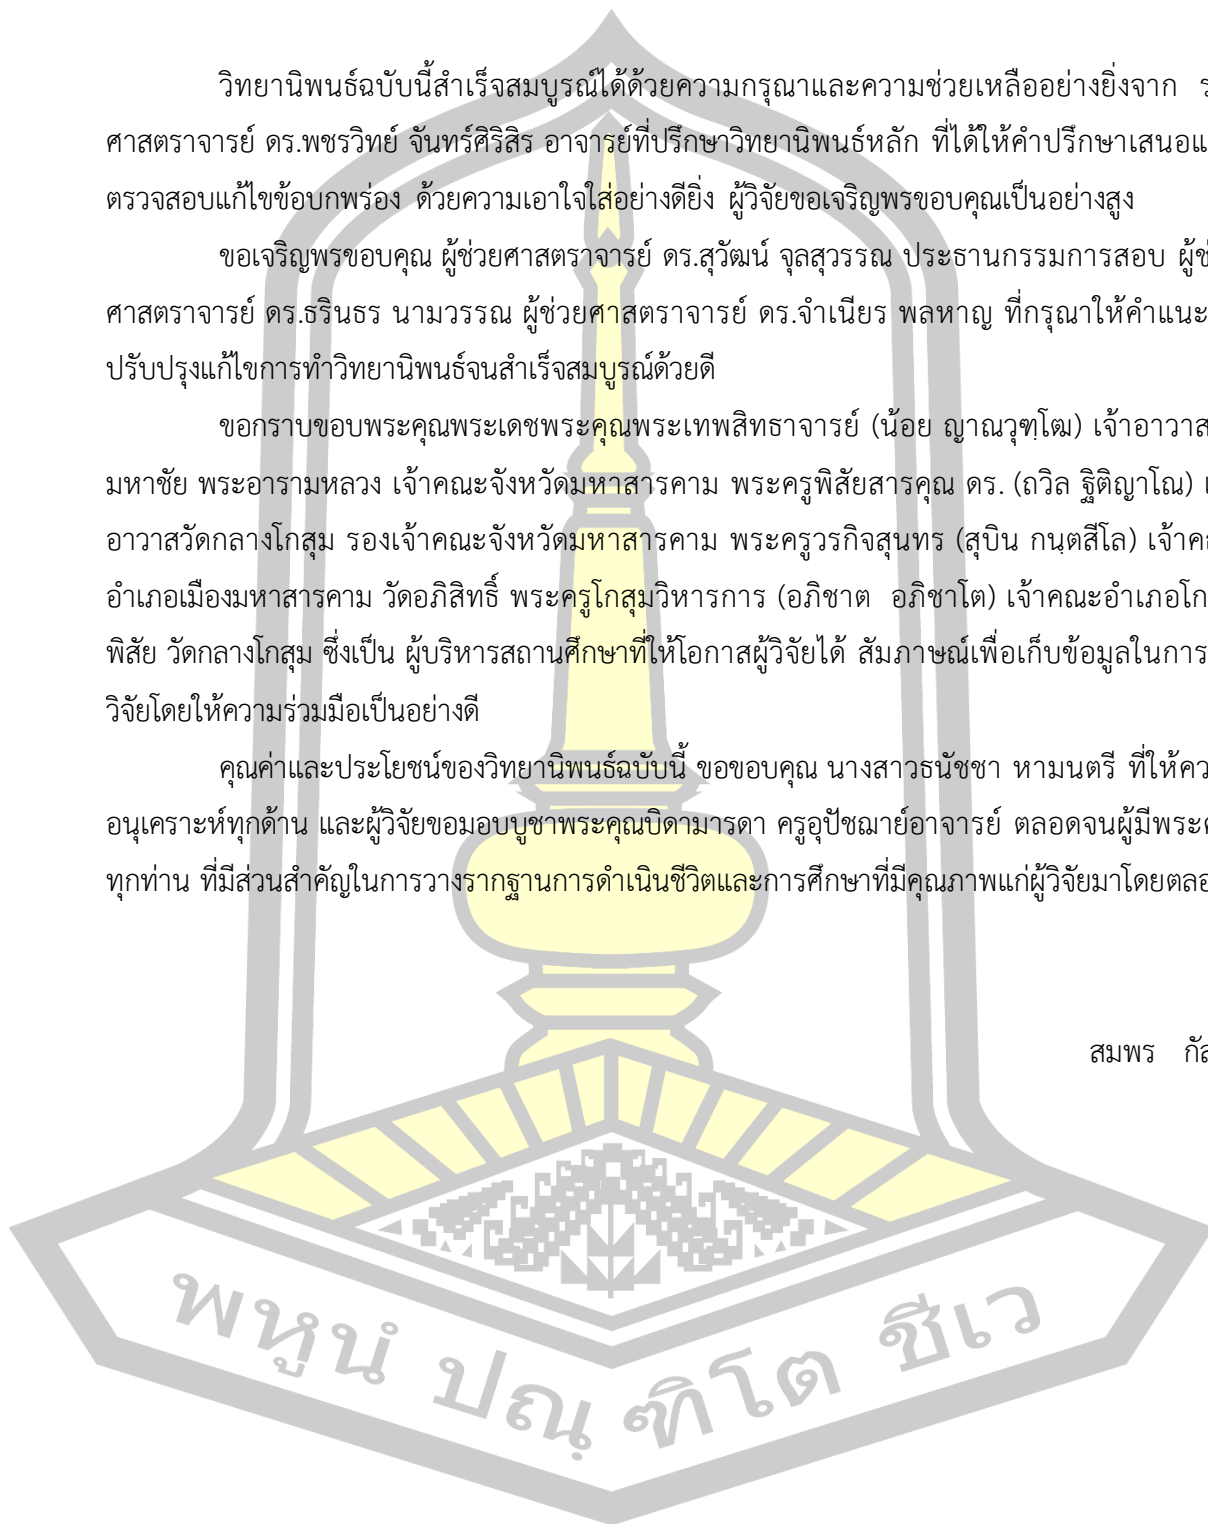 วิทยานิพนธ์ฉบับนี้สำเร็จสมบูรณ์ได้ด้วยความกรุณาและความช่วยเหลืออย่างยิ่งจาก
ศาสตราจารย์ ดร.พชรวิทย์ จันทร์ศิริสิร อาจารย์ที่ปรึกษาวิทยานิพนธ์หลัก ที่ได้ให้คำปรึกษาเสนอแ
ตรวจสอบแก้ไขข้อบกพร่อง ด้วยความเอาใจใส่อย่างดียิ่ง ผู้วิจัยขอเจริญพรขอบคุณเป็นอย่างสูง
ขอเจริญพรขอบคุณ ผู้ช่วยศาสตราจารย์ ดร.สุวัฒน์ จุลสุวรรณ ประธานกรรมการสอบ ผู้ช่
ศาสตราจารย์ ดร.ธรินธร นามวรรณ ผู้ช่วยศาสตราจารย์ ดร.จำเนียร พลหาญ ที่กรุณาให้คำแนะ
ปรับปรุงแก้ไขการทำวิทยานิพนธ์จนสำเร็จสมบูรณ์ด้วยดี
ขอกราบขอบพระคุณพระเดชพระคุณพระเทพสิทธาจารย์ (น้อย ญาณวุฑฺโฒ) เจ้าอาวาส
มหาชัย พระอารามหลวง เจ้าคณะจังหวัดมหาสารคาม พระครูพิสัยสารคุณ ดร. (ถวิล ฐิติญาโณ) เ
อาวาสวัดกลางโกสุม รองเจ้าคณะจังหวัดมหาสารคาม พระครูวรกิจสุนทร (สุบิน กนฺตสีโล) เจ้าค
อำเภอเมืองมหาสารคาม วัดอภิสิทธิ์ พระครูโกสุมวิหารการ (อภิชาต อภิชาโต) เจ้าคณะอำเภอโก
พิสัย วัดกลางโกสุม ซึ่งเป็น ผู้บริหารสถานศึกษาที่ให้โอกาสผู้วิจัยได้ สัมภาษณ์เพื่อเก็บข้อมูลในการ
วิจัยโดยให้ความร่วมมือเป็นอย่างดี
คุณค่าและประโยชน์ของวิทยานิพนธ์ฉบับนี้ ขอขอบคุณ นางสาวธนัชชา หามนตรี ที่ให้คว
อนุเคราะห์ทุกด้าน และผู้วิจัยขอมอบบูชาพระคุณบิดามารดา ครูอุปัชฌาย์อาจารย์ ตลอดจนผู้มีพระค
ทุกท่าน ที่มีส่วนสำคัญในการวางรากฐานการดำเนินชีวิตและการศึกษาที่มีคุณภาพแก่ผู้วิจัยมาโดยตลอ
สมพร กัล
พหูนํ ปณฺฑิโต ชีเว